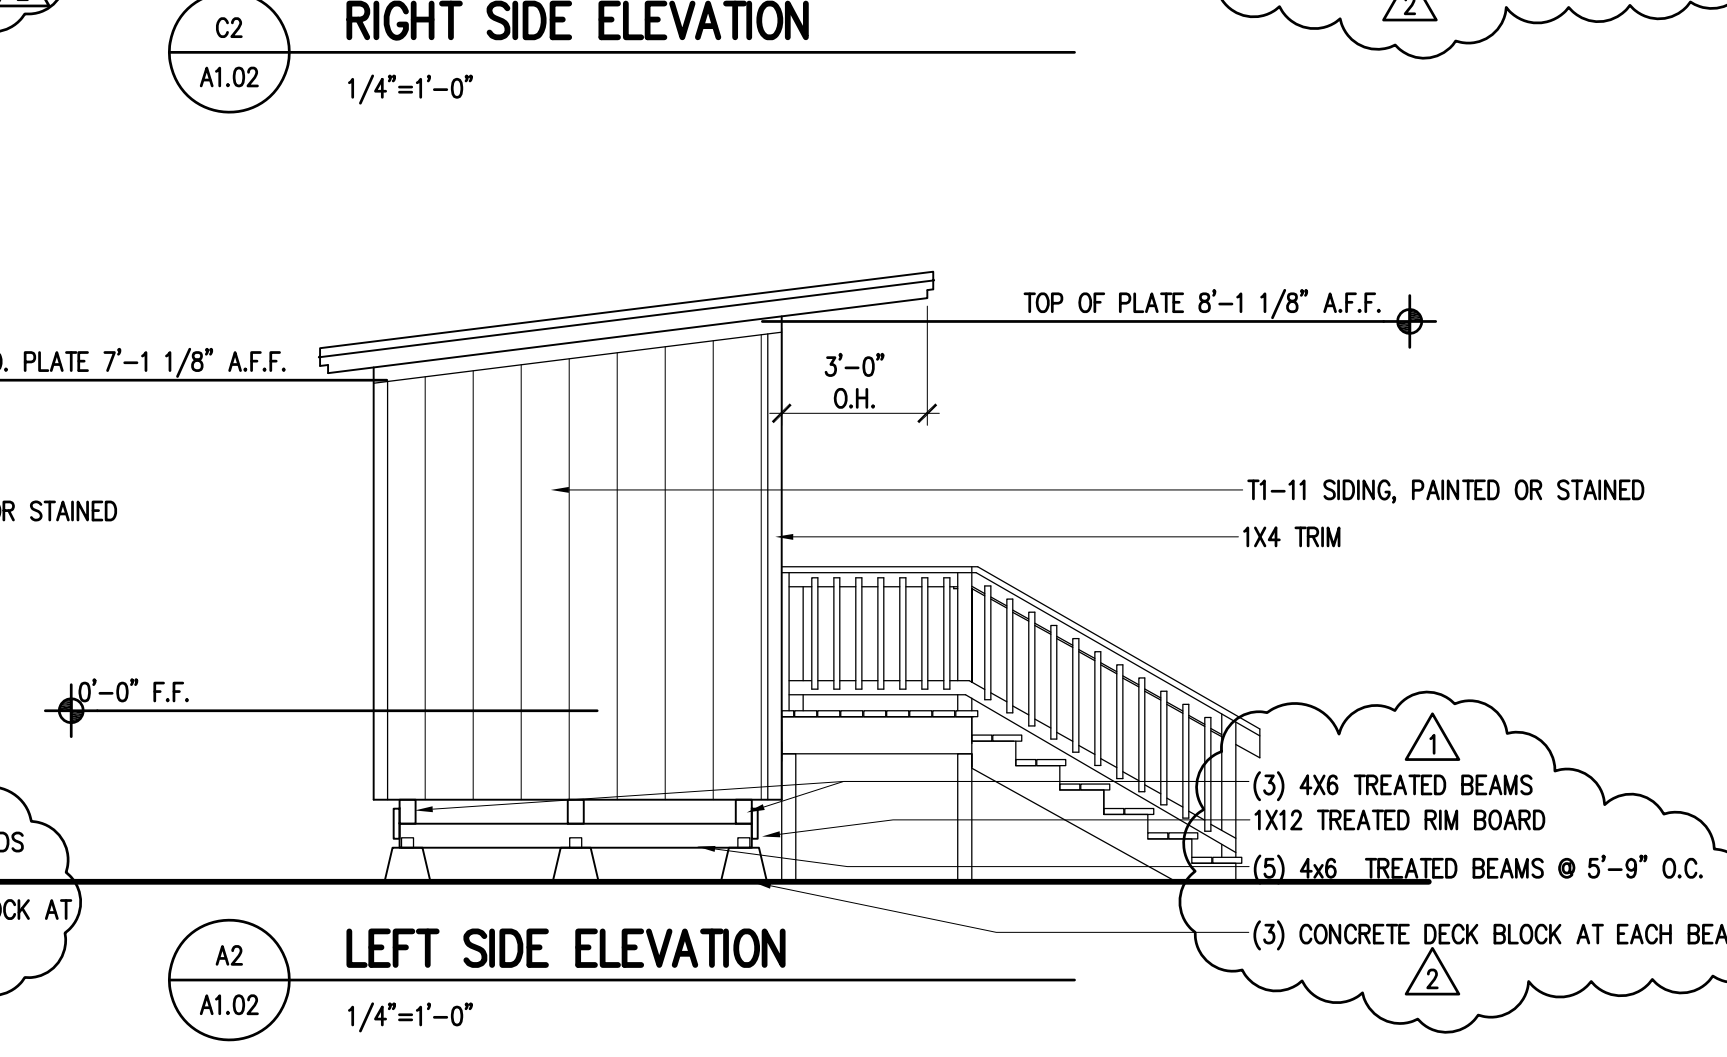 C2
A1.02
RIGHT SIDE ELEVATION
1/4"=1'-0"
2
TOP OF PLATE 8'-1 1/8" A.F.F.
PLATE 7'-1 1/8" A.F.F.
3'-0"
O.H.
T1-11 SIDING, PAINTED OR STAINED
OR STAINED
1X4 TRIM
0'-0" F.F.
1
(3) 4X6 TREATED BEAMS
1X12 TREATED RIM BOARD
(5) 4x6 TREATED BEAMS @ 5'-9" O.C.
AT
(3) CONCRETE DECK BLOCK AT EACH
2
A2
A1.02
LEFT SIDE ELEVATION
1/4"=1'-0"